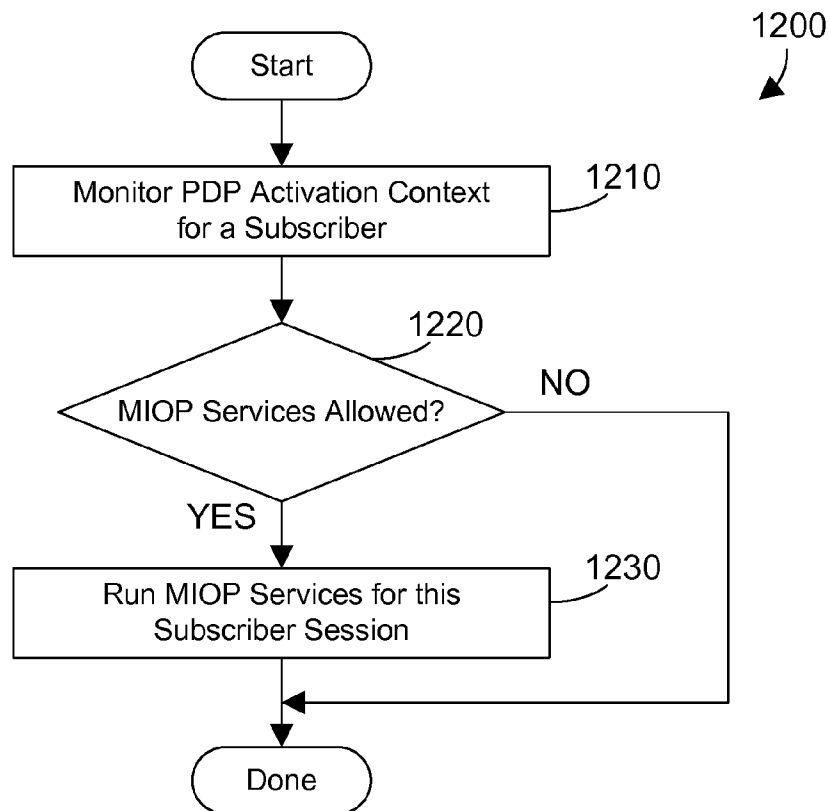 1200
Start
Monitor PDP Activation Context
for a Subscriber
1210
1220
MIOP Services Allowed?
NO
YES
Run MIOP Services for this
Subscriber Session
1230
Done